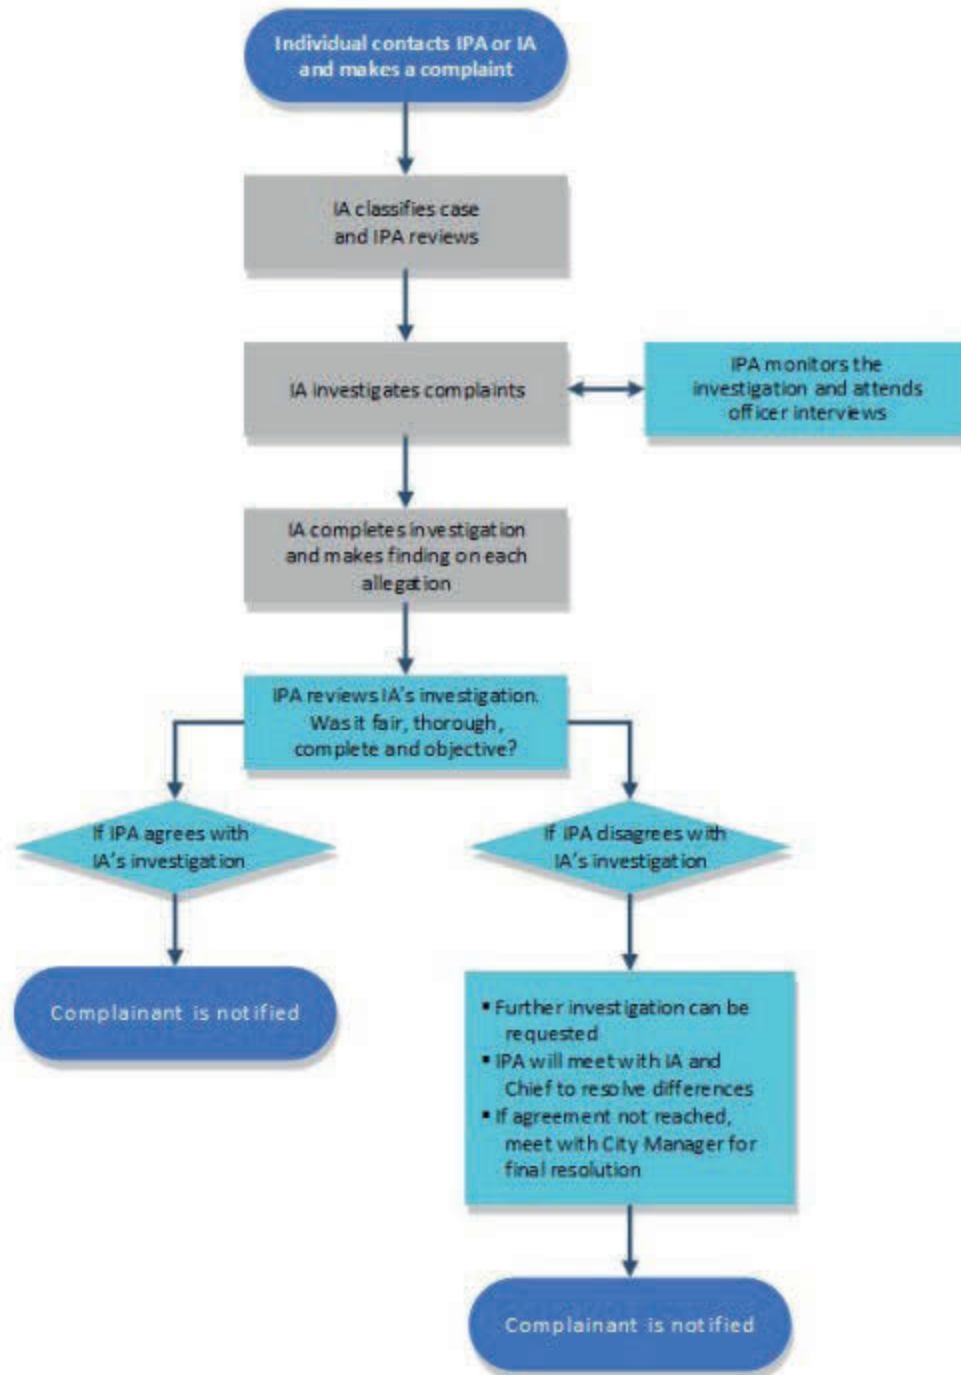 Individual contacts IPA or IA
and makes a complaint
IA classifies case
and IPA reviews
IA investigates complaints
IPA monitors the
investigation and attends
officer interviews
IA completes investigation
and makes finding on each
allegation
IPA reviews IA's investigation.
Was it fair, thorough,
complete and objective?
If IPA agrees with
IA's investigation
If IPA disagrees with
IA's investigation
Complainant is notified
▪ Further investigation can be
requested
▪ IPA will meet with IA and
Chief to resolve differences
▪ If agreement not reached,
meet with City Manager for
final resolution
Complainant is notified